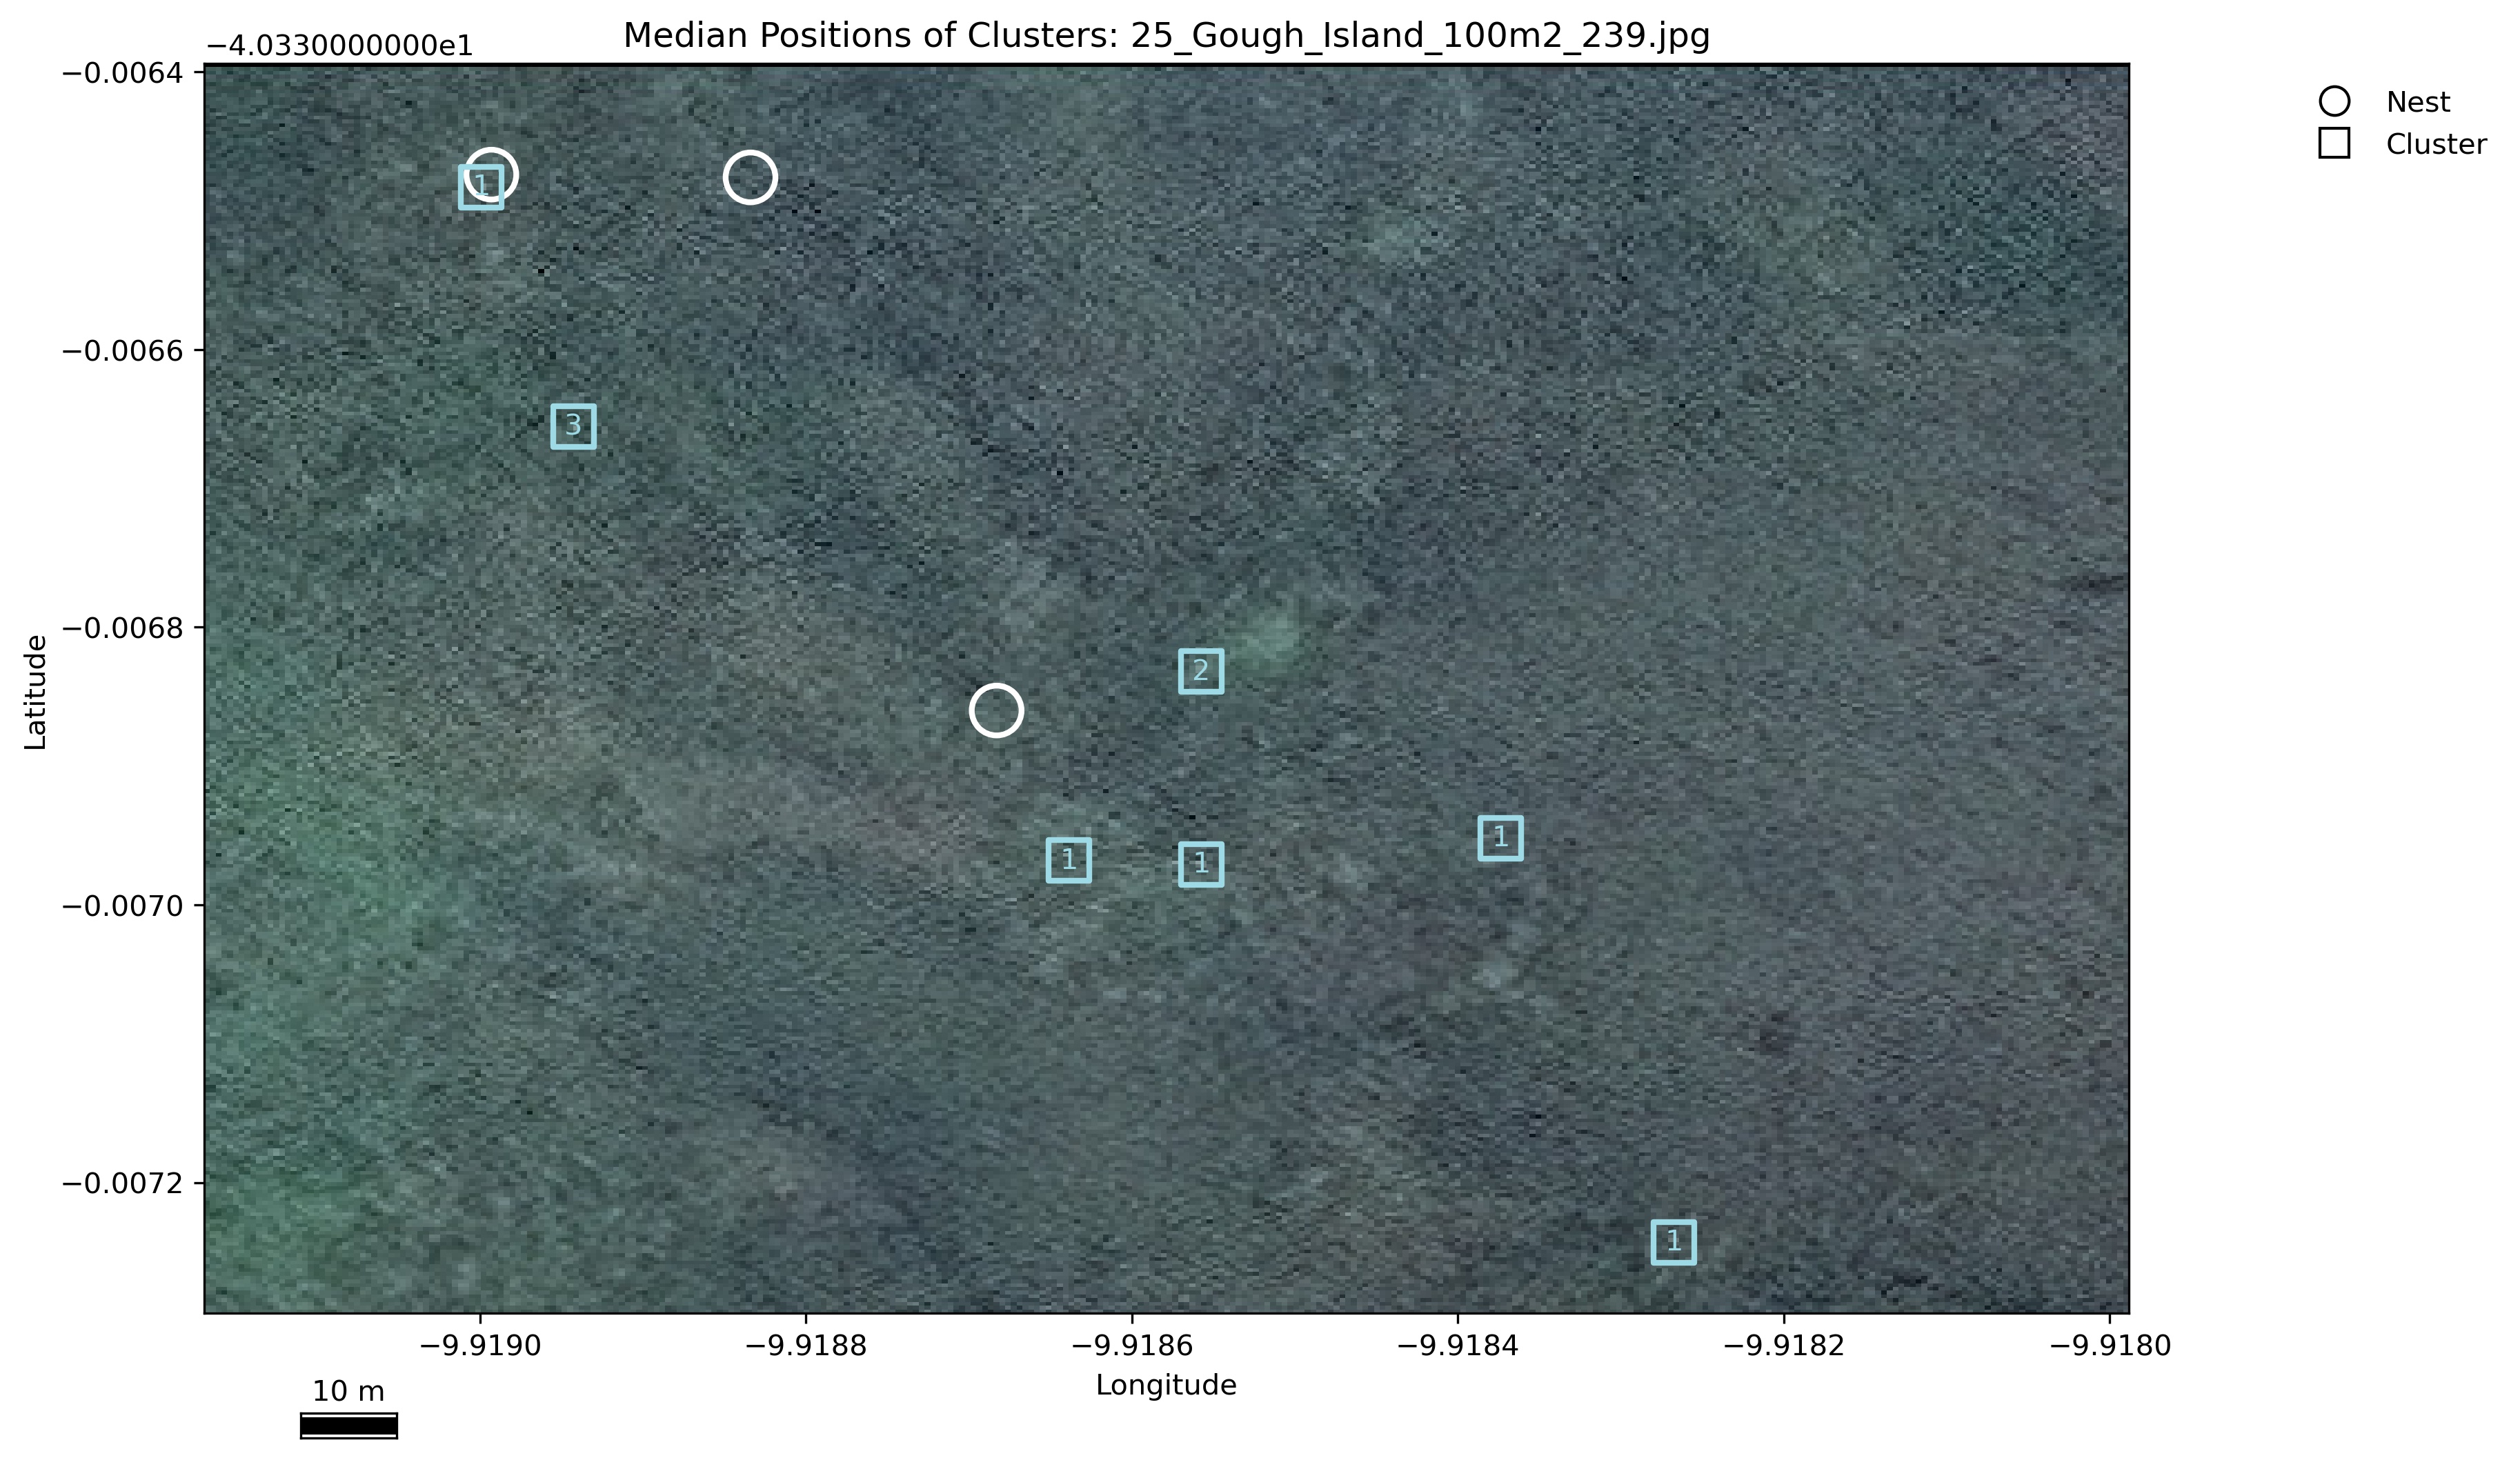 Median Positions of Clusters: 25_Gough_Island_100m2_239.jpg
−4.0330000000e1
−0.0064
Nest
Cluster
1
−0.0066
3
−0.0068
2
Latitude
1
1
1
−0.0070
−0.0072
1
−9.9190
−9.9188
−9.9186
−9.9184
−9.9182
−9.9180
Longitude
10 m